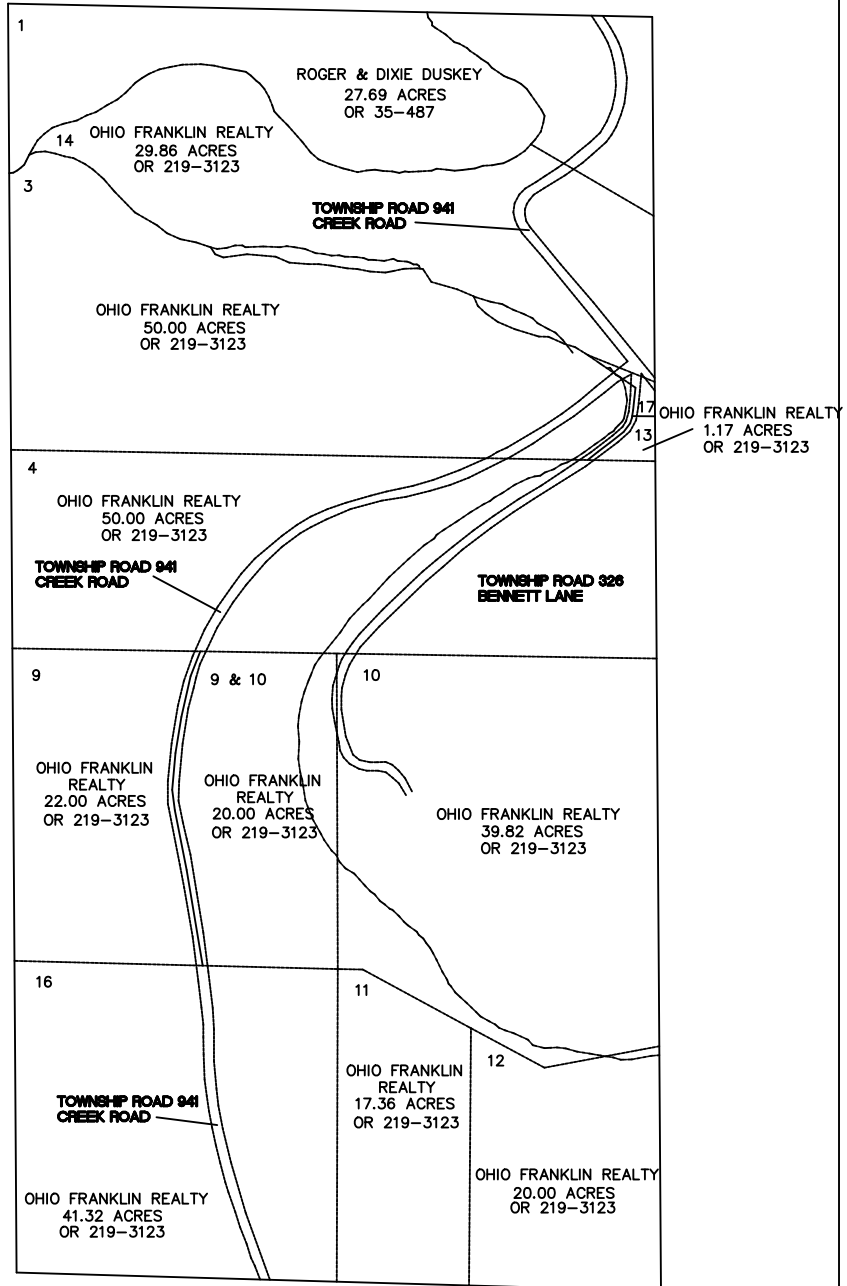 1
ROGER & DIXIE DUSKEY
27.69 ACRES
OR 35-487
14
OHIO FRANKLIN REALTY
29.86 ACRES
OR 219-3123
3
TOWNSHIP ROAD 941
CREEK ROAD
OHIO FRANKLIN REALTY
50.00 ACRES
OR 219-3123
17
13
OHIO FRANKLIN REALTY
1.17 ACRES
OR 219-3123
4
OHIO FRANKLIN REALTY
50.00 ACRES
OR 219-3123
TOWNSHIP ROAD 941
CREEK ROAD
TOWNSHIP ROAD 326
BENNETT LANE
9
9 & 10
10
OHIO FRANKLIN
REALTY
22.00 ACRES
OR 219-3123
OHIO FRANKLIN
REALTY
20.00 ACRES
OR 219-3123
OHIO FRANKLIN REALTY
39.82 ACRES
OR 219-3123
16
11
12
OHIO FRANKLIN
REALTY
17.36 ACRES
OR 219-3123
TOWNSHIP ROAD 941
CREEK ROAD
OHIO FRANKLIN REALTY
41.32 ACRES
OR 219-3123
OHIO FRANKLIN REALTY
20.00 ACRES
OR 219-3123